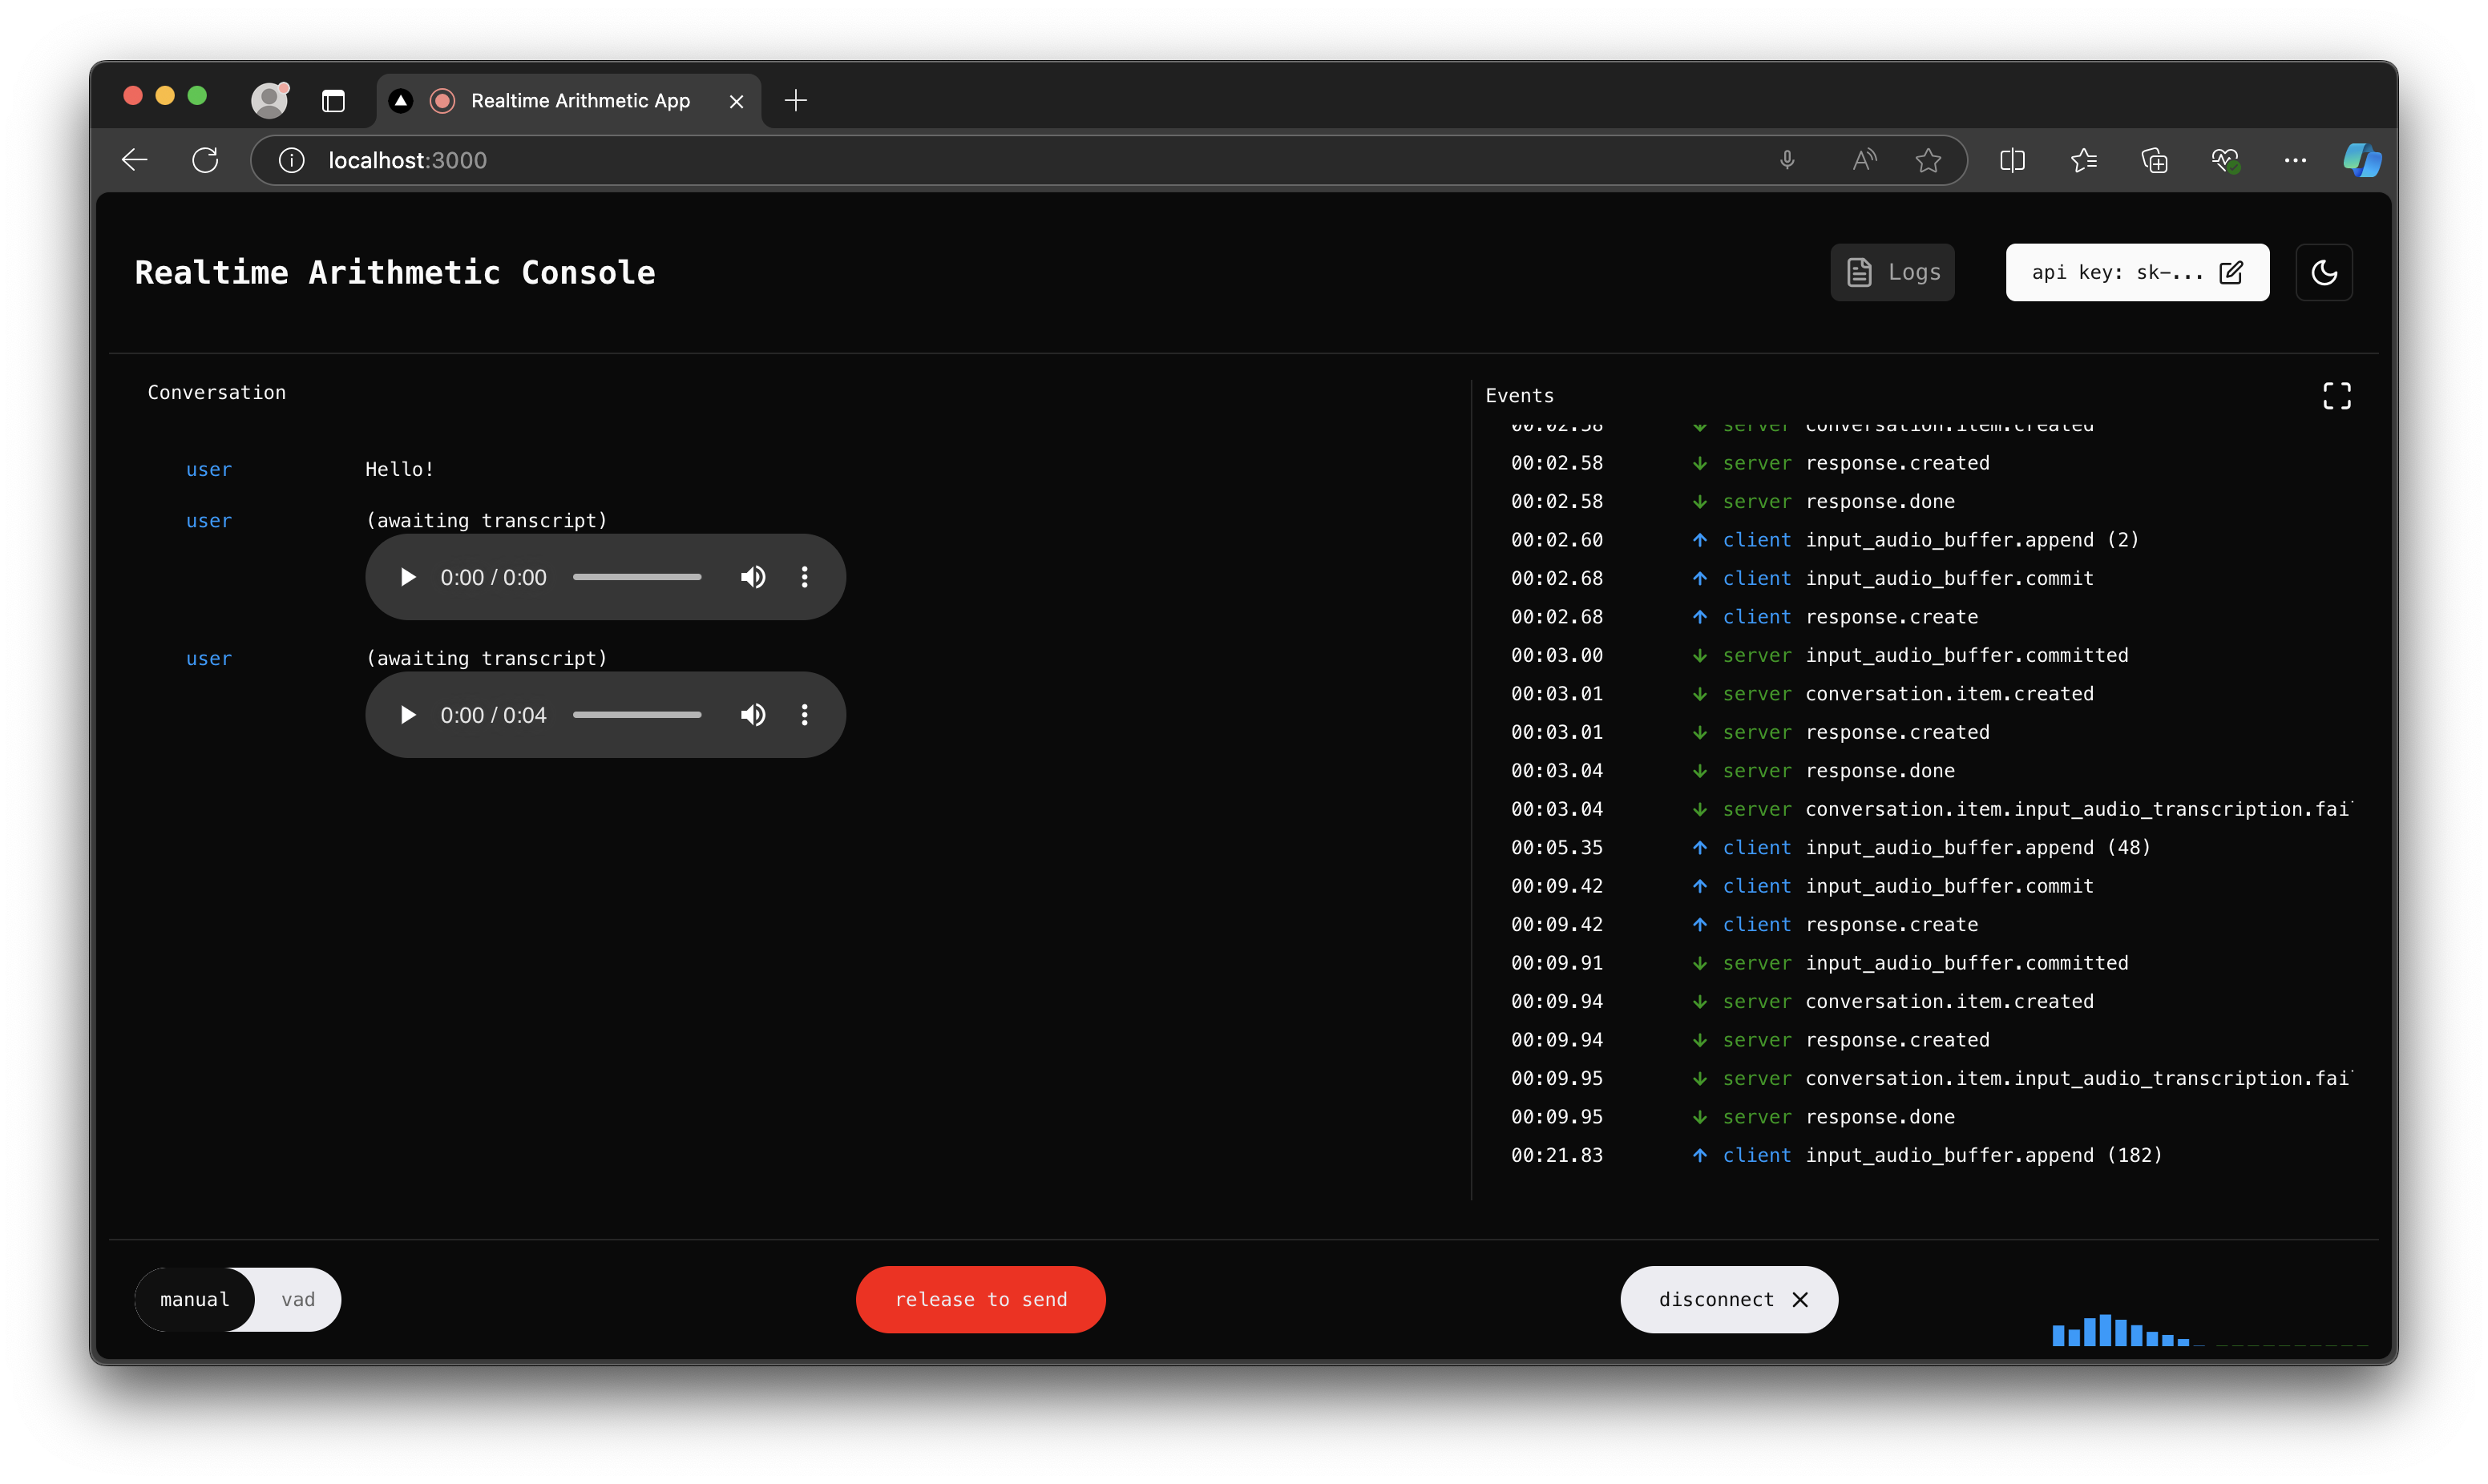 Realtime Arithmetic App
localhost:3000
Realtime Arithmetic Console
Logs
api key: sk-...
Conversation
user Hello!
user (awaiting transcript)
0:00 / 0:00
user (awaiting transcript)
0:00 / 0:04
Events
00:02.58 server conversation.item.created
00:02.58 server response.created
00:02.58 server response.done
00:02.60 client input_audio_buffer.append (2)
00:02.68 client input_audio_buffer.commit
00:02.68 client response.create
00:03.00 server input_audio_buffer.committed
00:03.01 server conversation.item.created
00:03.01 server response.created
00:03.04 server response.done
00:03.04 server conversation.item.input_audio_transcription.fai
00:05.35 client input_audio_buffer.append (48)
00:09.42 client input_audio_buffer.commit
00:09.42 client response.create
00:09.91 server input_audio_buffer.committed
00:09.94 server conversation.item.created
00:09.94 server response.created
00:09.95 server conversation.item.input_audio_transcription.fai
00:09.95 server response.done
00:21.83 client input_audio_buffer.append (182)
manual vad
release to send
disconnect